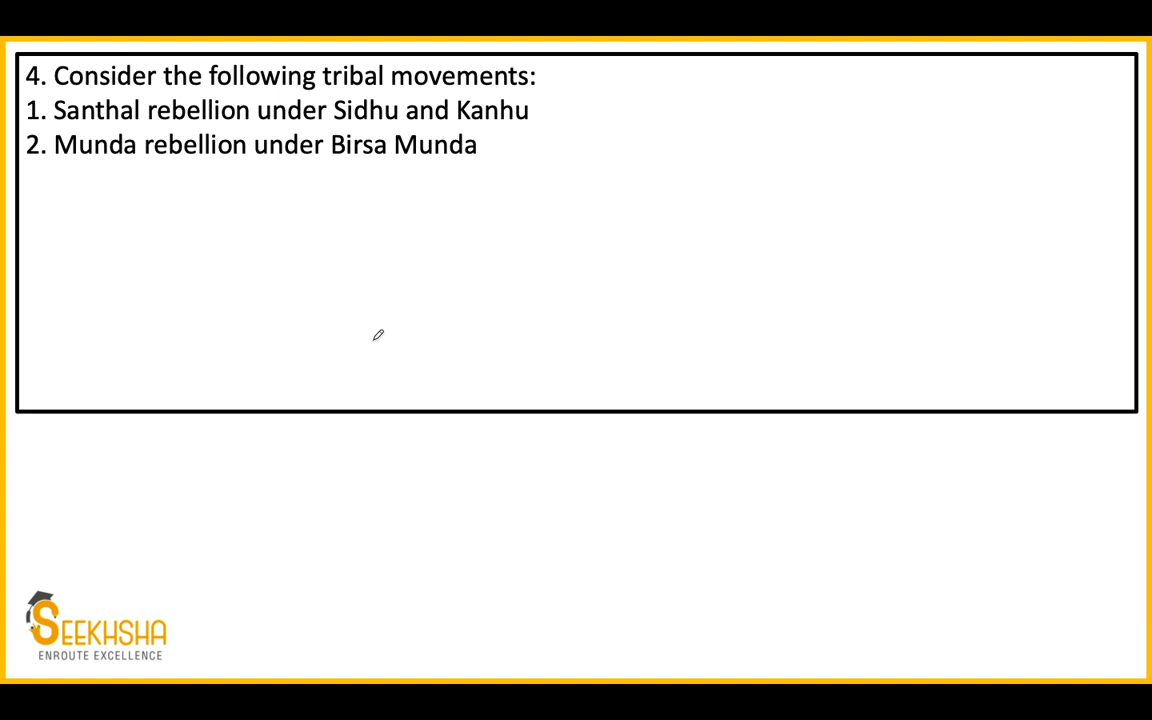 4. Consider the following tribal movements:
1. Santhal rebellion under Sidhu and Kanhu
2. Munda rebellion under Birsa Munda
SEEKHSHA
ENROUTE EXCELLENCE